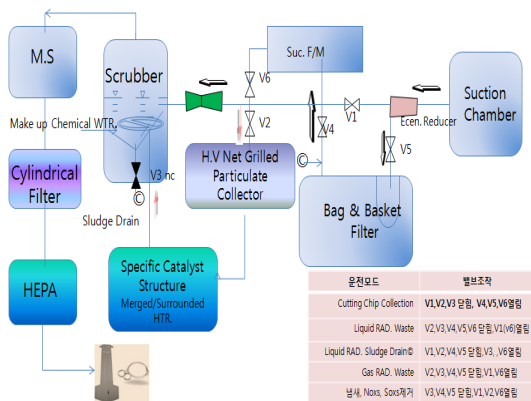 M.S
Scrubber
Suc. F/M
V6
Suction
Chamber
Make up Chemical WTR.
V2
V4
V1
Ecen. Reducer
V5
Cylindrical
Filter
V3 nc
©
Sludge Drain
H.V Net Grilled
Particulate
Collector
©
Bag & Basket
Filter
HEPA
Specific Catalyst
Structure
Merged/Surrounded
HTR.
운전모드 밸브조작
Cutting Chip Collection V1,V2,V3 닫힘, V4,V5,V6열림
Liquid RAD. Waste V2,V3,V4,V5,V6 닫힘,V1(v6)열림
Liquid RAD. Sludge Drain© V1,V2,V4,V5 닫힘,V3, ,V6열림
Gas RAD. Waste V2,V3,V4,V5 닫힘,V1,V6열림
냄새, Noxs, Soxs제거 V3,V4,V5 닫힘,V1,V2,V6열림